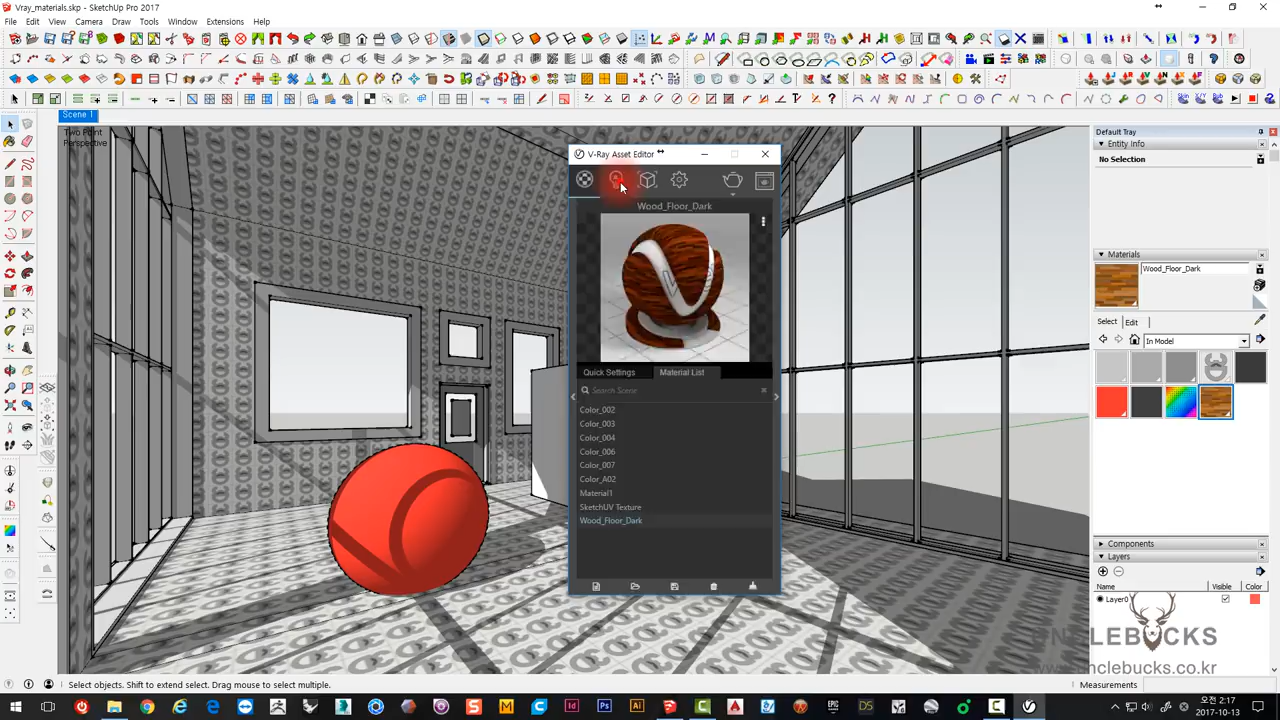 Vray_materials.skp - SketchUp Pro 2017
File Edit View Camera Draw Tools Window Extensions Help
Scene 1
Two Point
Perspective
V-Ray Asset Editor
Wood_Floor_Dark
Quick Settings Material List
Search Scene
Color_002
Color_003
Color_004
Color_006
Color_007
Color_A02
Material1
SketchUV Texture
Wood_Floor_Dark
Default Tray
Entity Info
No Selection
Materials
Wood_Floor_Dark
Select Edit
In Model
Components
Layers
Name Visible Color
Layer0
UNCLEBUCKS
www.unclebucks.co.kr
Select objects. Shift to extend select. Drag mouse to select multiple.
Measurements
오전 2:17
2017-10-13